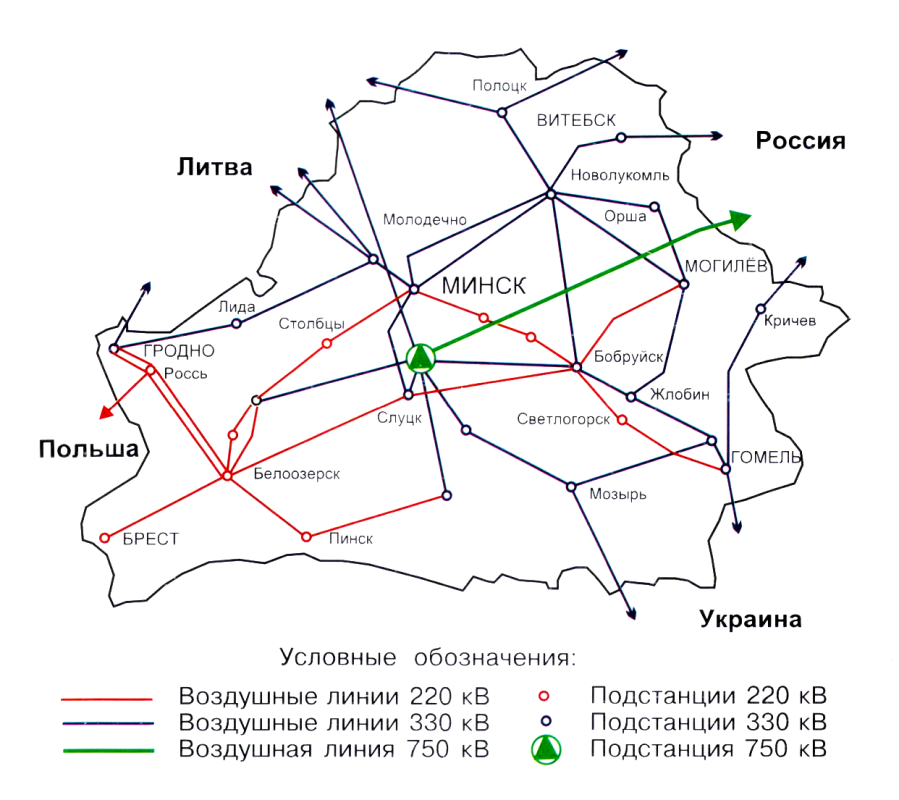 Полоцк
ВИТЕБСК
Россия
Литва
Новолукомль
Орша
Молодечно
МОГИЛЁВ
МИНСК
Лида
Столбцы
Кричев
ГРОДНО
Бобруйск
Россь
Жлобин
Слуцк
Светлогорск
Польша
ГОМЕЛЬ
Белоозерск
Мозырь
БРЕСТ
Пинск
Украина
Условные обозначения:
Воздушные линии 220 кВ
Подстанции 220 кВ
Воздушные линии 330 кВ
Подстанции 330 кВ
Воздушная линия 750 кВ
Подстанция 750 кВ